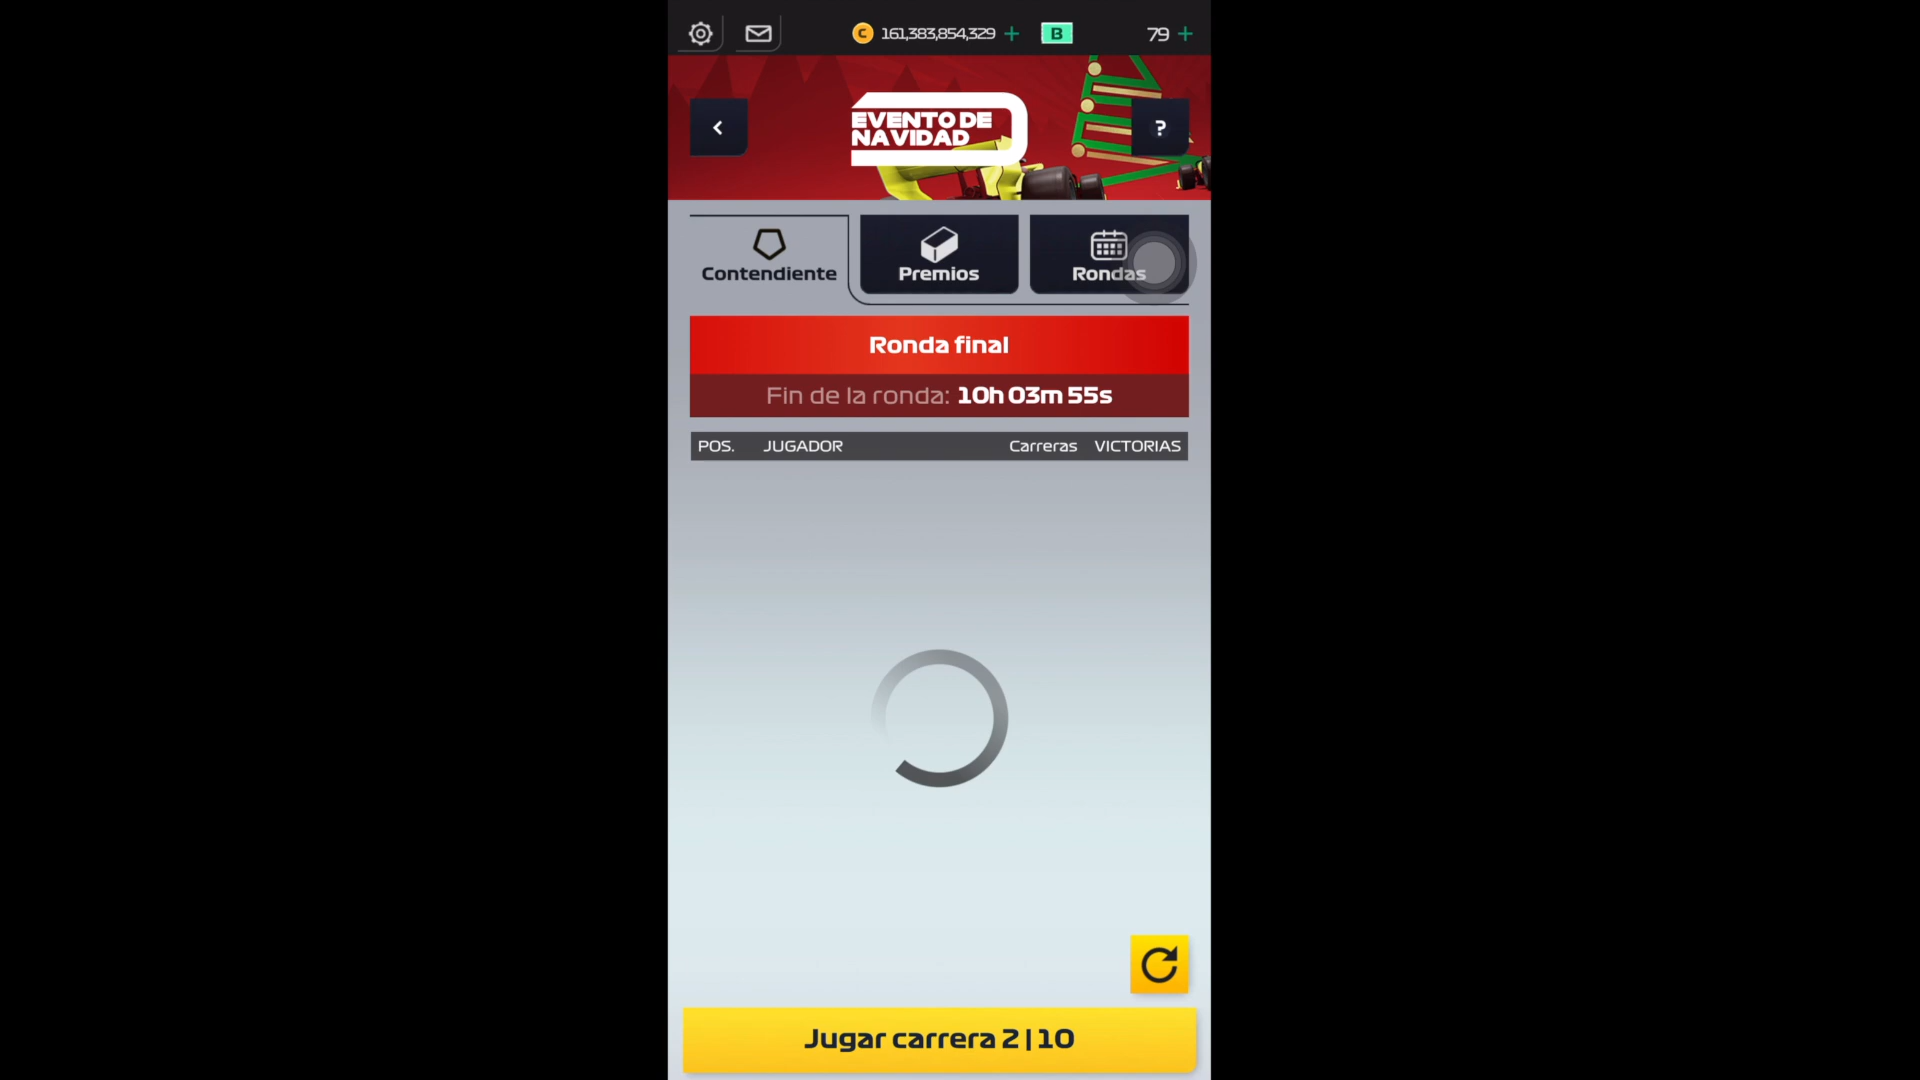 C 161,383,854,329 + B 79 +
EVENTO DE
NAVIDAD
?
Contendiente
Premios
Rondas
Ronda final
Fin de la ronda: 10h 03m 55s
POS. JUGADOR Carreras VICTORIAS
Jugar carrera 2|10